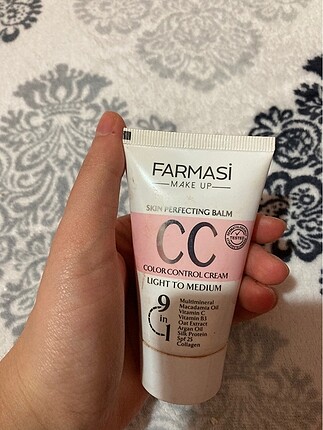 FARMASİ
MAKE UP
SKIN PERFECTING BALM
CC
COLOR CONTROL CREAM
LIGHT TO MEDIUM
9
in
1
Multimineral
Macadamia Oil
Vitamin C
Vitamin B3
Oat Extract
Argan Oil
Silk Protein
Spf 25
Collagen
TESTED